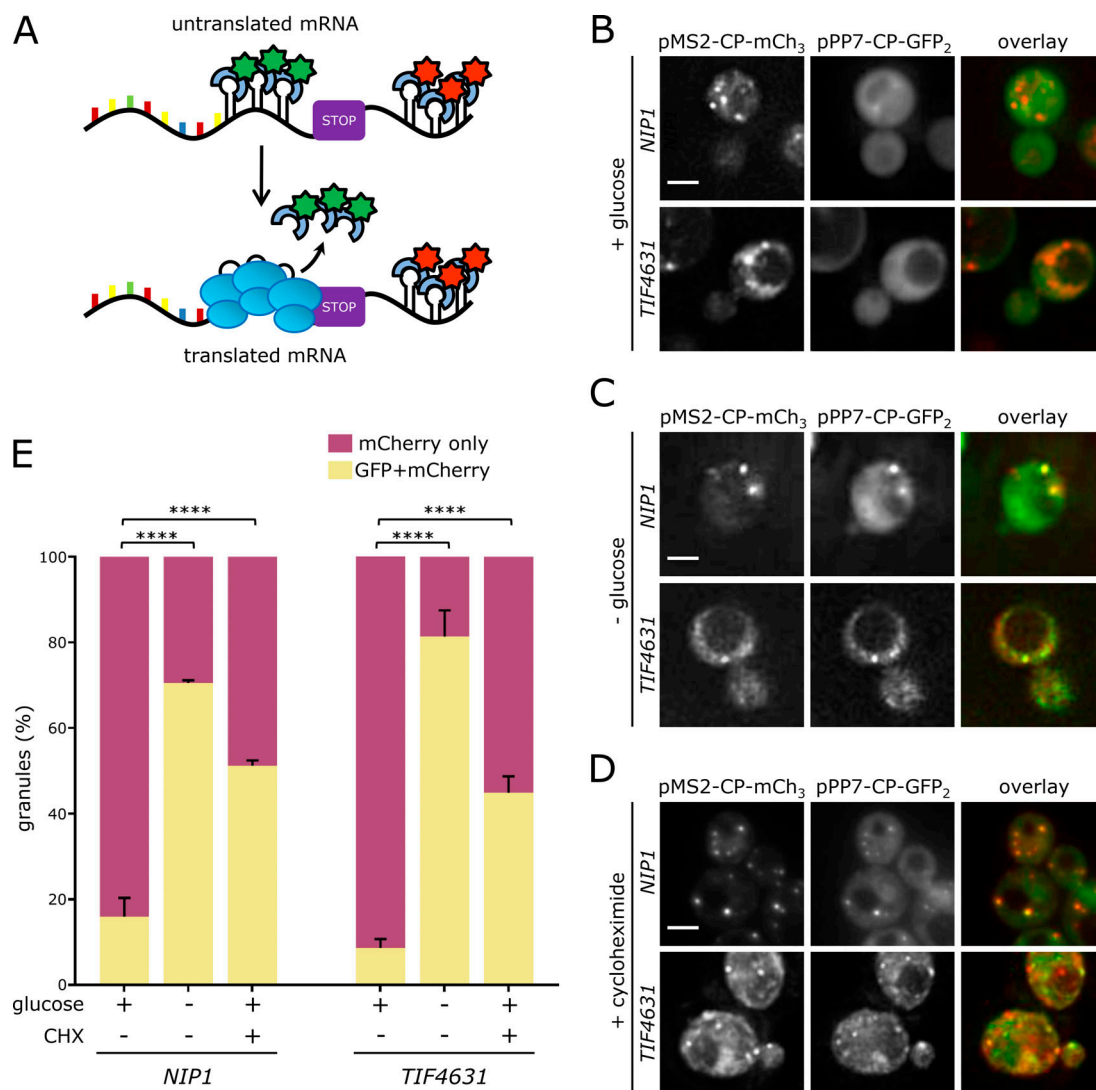 A
untranslated mRNA
STOP
STOP
translated mRNA
B
pMS2-CP-mCh₃ pPP7-CP-GFP₂ overlay
+ glucose
NIP1
TIF4631
C
pMS2-CP-mCh₃ pPP7-CP-GFP₂ overlay
- glucose
NIP1
TIF4631
D
pMS2-CP-mCh₃ pPP7-CP-GFP₂ overlay
+ cycloheximide
NIP1
TIF4631
E
mCherry only
GFP+mCherry
**** ****
**** ****
granules (%)
100
80
60
40
20
0
glucose + - + + - +
CHX - - + - - +
NIP1 TIF4631